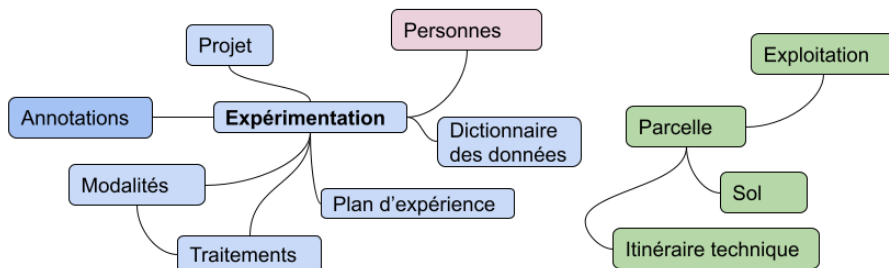 Projet
Personnes
Exploitation
Annotations
Expérimentation
Dictionnaire
des données
Parcelle
Modalités
Plan d'expérience
Sol
Traitements
Itinéraire technique